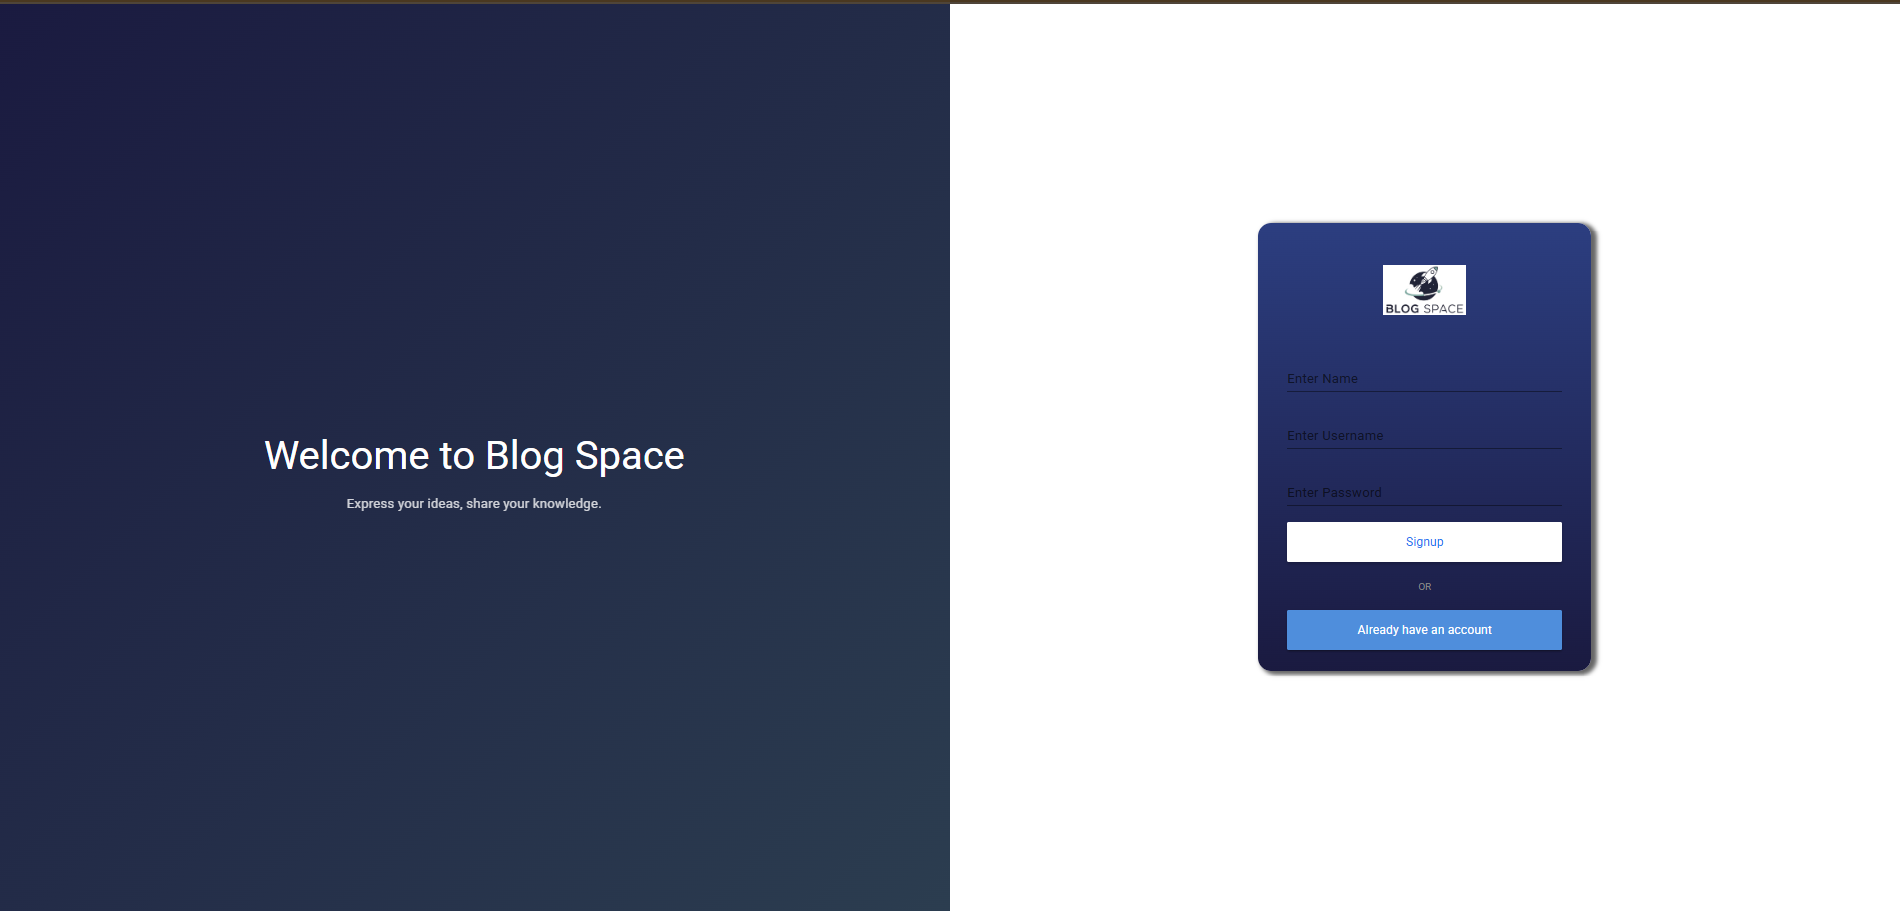 Welcome to Blog Space
Express your ideas, share your knowledge.
BLOG SPACE
Enter Name
Enter Username
Enter Password
Signup
OR
Already have an account